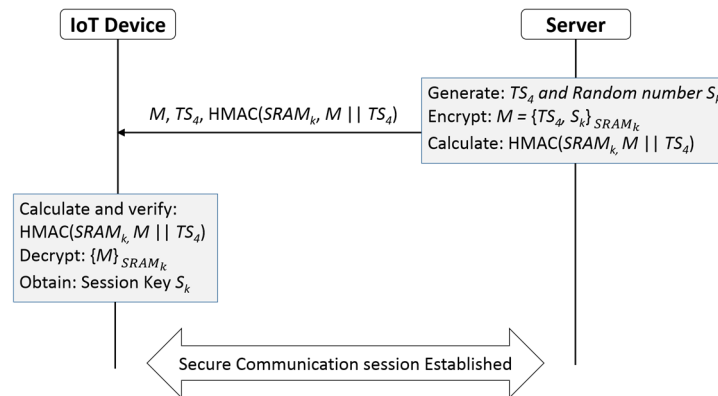 IoT Device
Server
Generate: TS₄ and Random number Sₖ
Encrypt: M = {TS₄, Sₖ}SRAMₖ
Calculate: HMAC(SRAMₖ, M || TS₄)
M, TS₄, HMAC(SRAMₖ, M || TS₄)
Calculate and verify:
HMAC(SRAMₖ, M || TS₄)
Decrypt: {M}SRAMₖ
Obtain: Session Key Sₖ
Secure Communication session Established